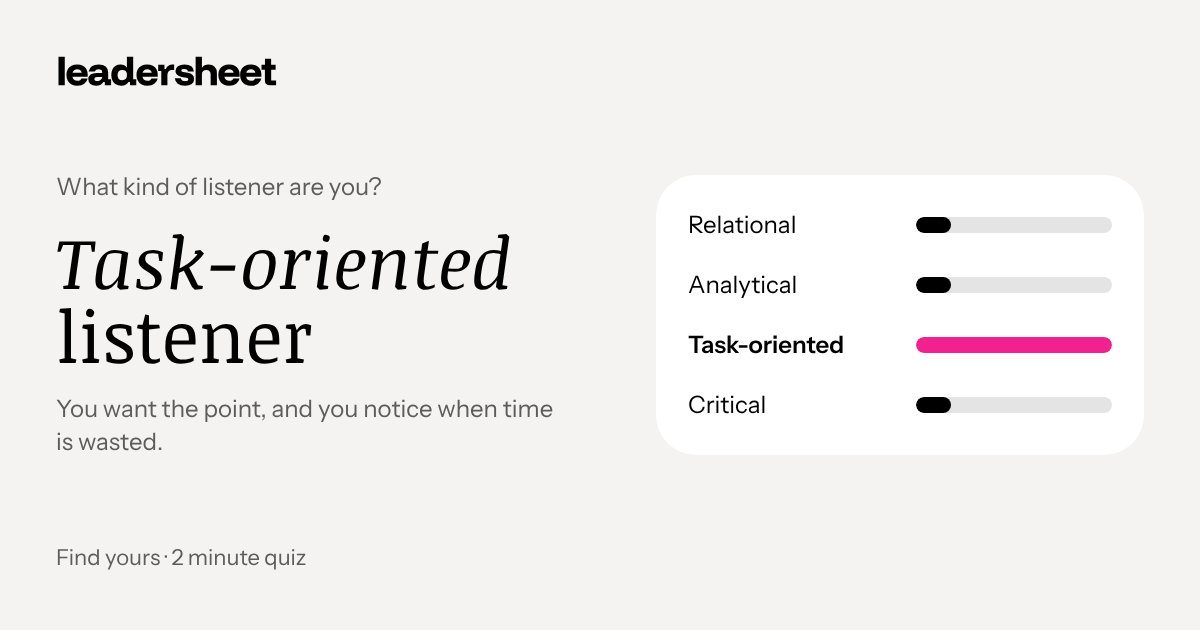 leadersheet
What kind of listener are you?
Task-oriented
listener
You want the point, and you notice when time
is wasted.
Relational
Analytical
Task-oriented
Critical
Find yours · 2 minute quiz